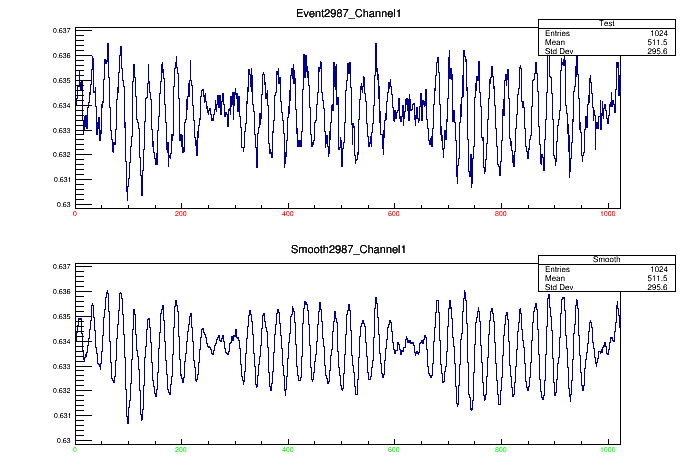 Event2987_Channel1
Test
Entries 1024
Mean 511.5
Std Dev 295.6
0.637
0.636
0.635
0.634
0.633
0.632
0.631
0.63
0 200 400 600 800 1000
Smooth2987_Channel1
Smooth
Entries 1024
Mean 511.5
Std Dev 295.6
0.637
0.636
0.635
0.634
0.633
0.632
0.631
0.63
0 200 400 600 800 1000